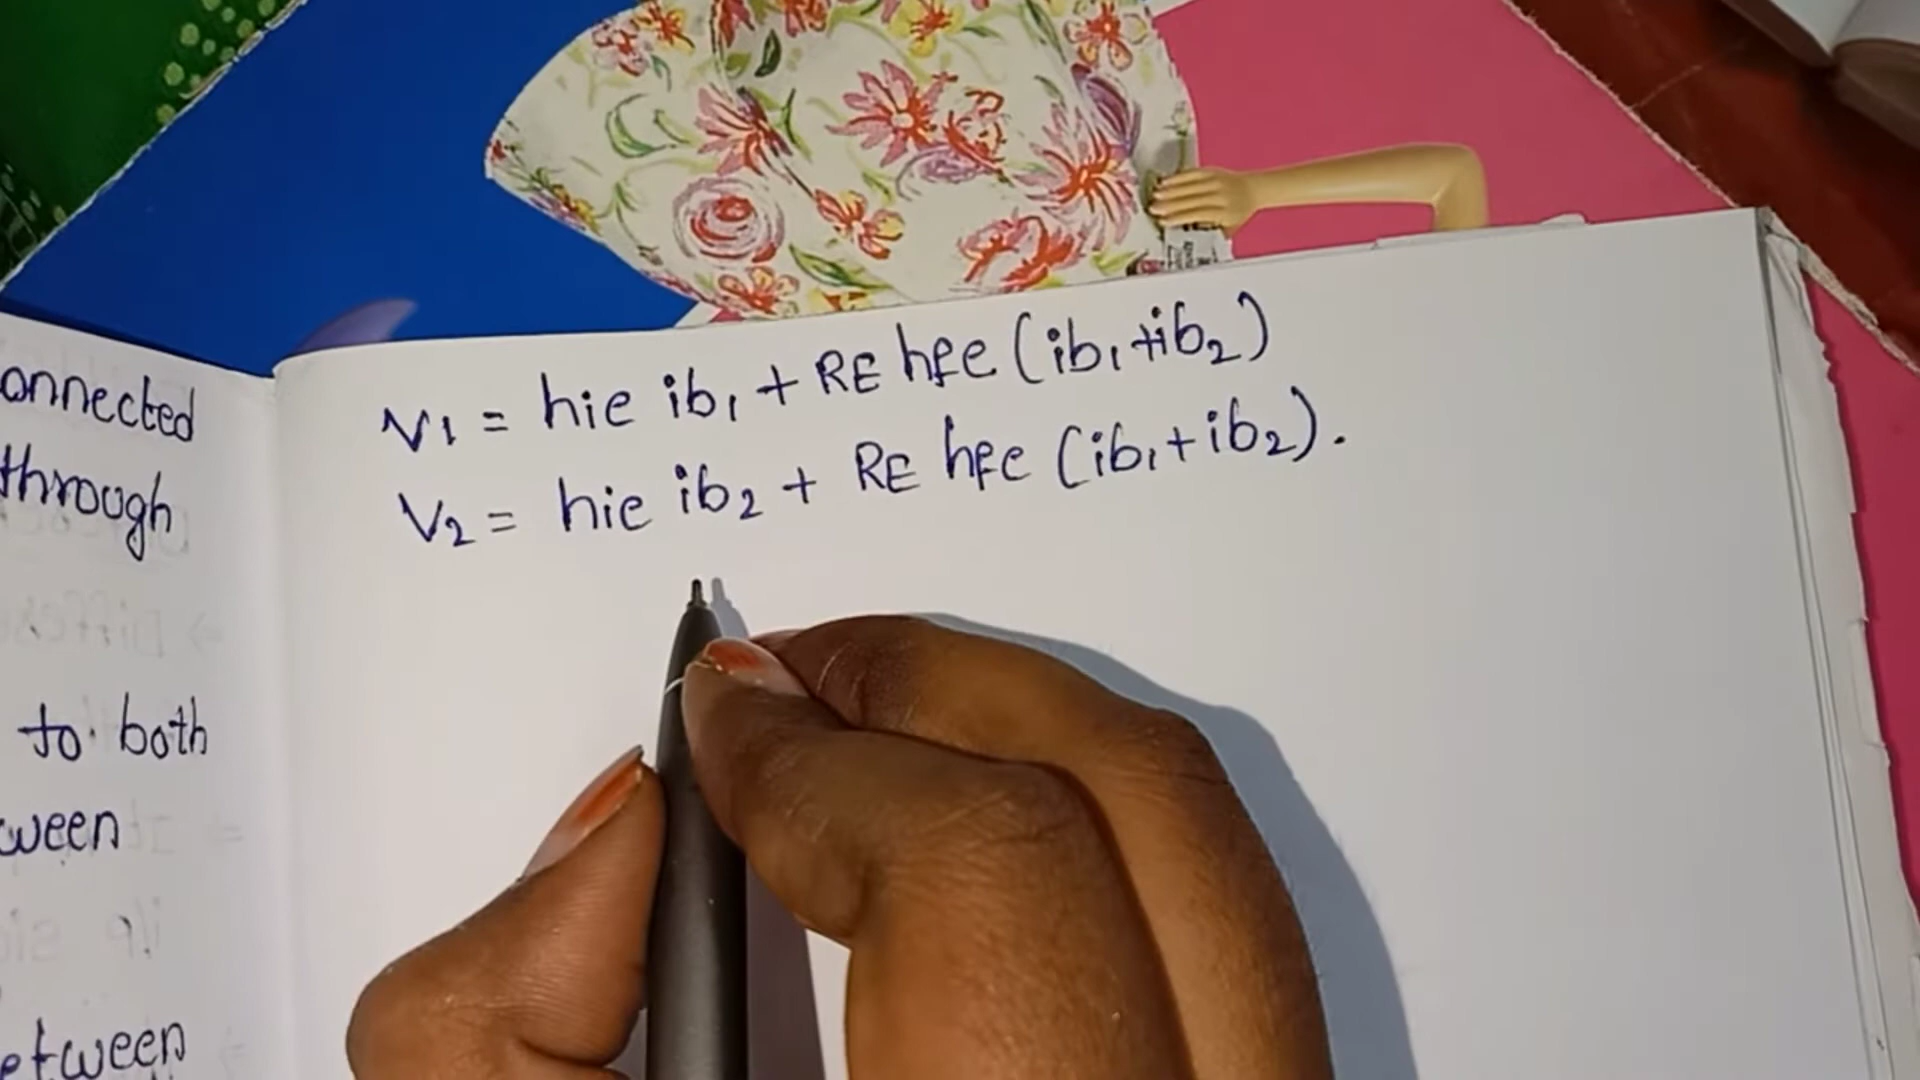 onnected
through
to both
ween
etween
V1 = hie ib1 + RE hfe (ib1+ib2)
V2 = hie ib2 + RE hfe (ib1+ib2).